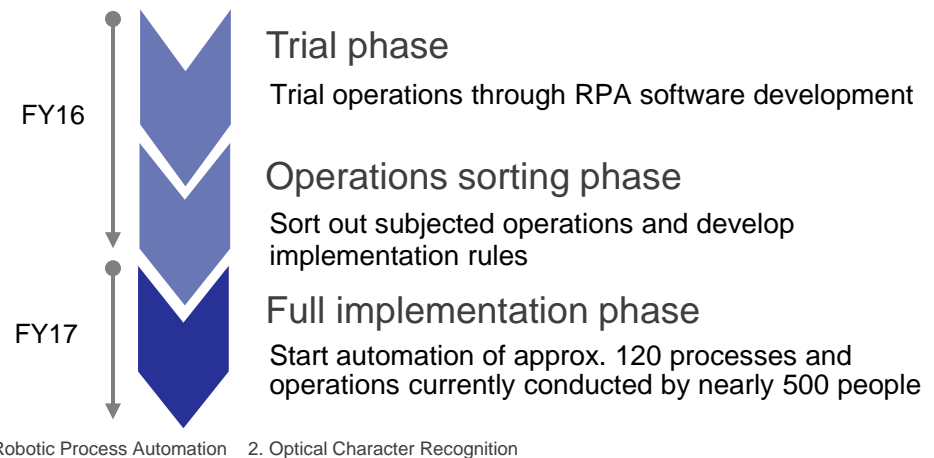 Trial phase
Trial operations through RPA software development
FY16
Operations sorting phase
Sort out subjected operations and develop
implementation rules
Full implementation phase
FY17
Start automation of approx. 120 processes and
operations currently conducted by nearly 500 people
Robotic Process Automation 2. Optical Character Recognition